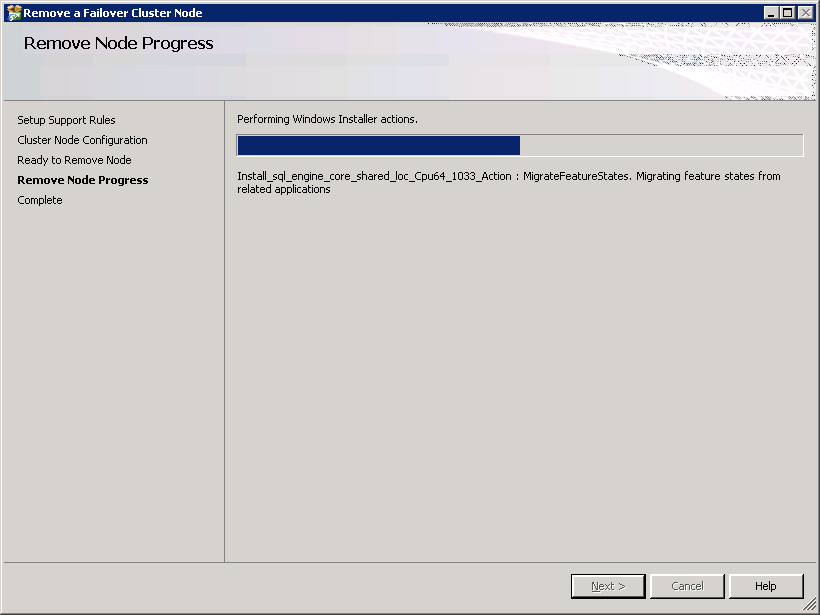 Remove a Failover Cluster Node
Remove Node Progress
Setup Support Rules
Cluster Node Configuration
Ready to Remove Node
Remove Node Progress
Complete
Performing Windows Installer actions.
Install_sql_engine_core_shared_loc_Cpu64_1033_Action : MigrateFeatureStates. Migrating feature states from
related applications
Next >
Cancel
Help